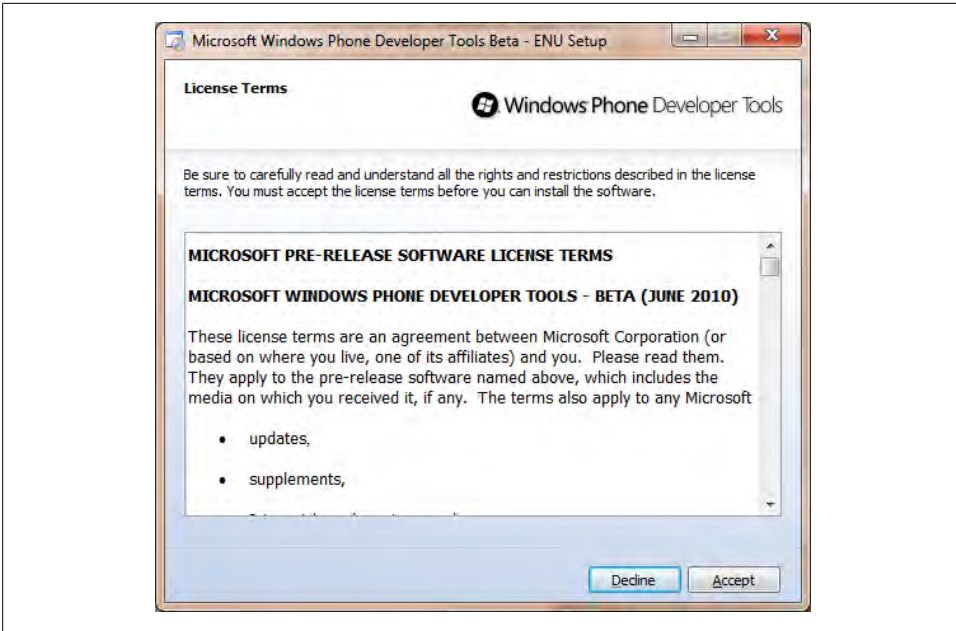 Microsoft Windows Phone Developer Tools Beta - ENU Setup
License Terms
Windows Phone Developer Tools
Be sure to carefully read and understand all the rights and restrictions described in the license
terms. You must accept the license terms before you can install the software.
MICROSOFT PRE-RELEASE SOFTWARE LICENSE TERMS
MICROSOFT WINDOWS PHONE DEVELOPER TOOLS - BETA (JUNE 2010)
These license terms are an agreement between Microsoft Corporation (or
based on where you live, one of its affiliates) and you.  Please read them.
They apply to the pre-release software named above, which includes the
media on which you received it, if any.  The terms also apply to any Microsoft
• updates,
• supplements,
Decline
Accept